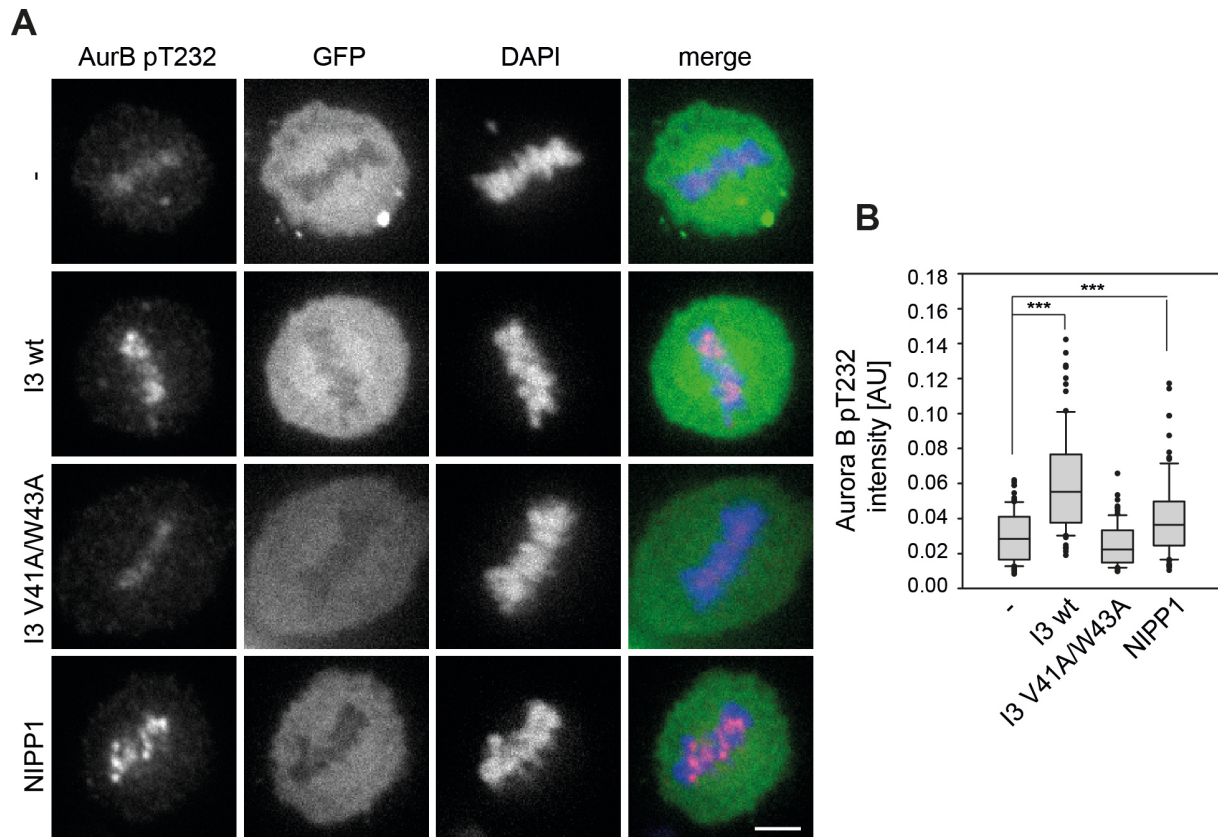 A
AurB pT232 GFP DAPI merge
-
I3 wt
I3 V41A/W43A
NIPP1
B
Aurora B pT232
intensity [AU]
0.18
0.16
0.14
0.12
0.10
0.08
0.06
0.04
0.02
0.00
***
***
-
I3 wt
I3 V41A/W43A
NIPP1